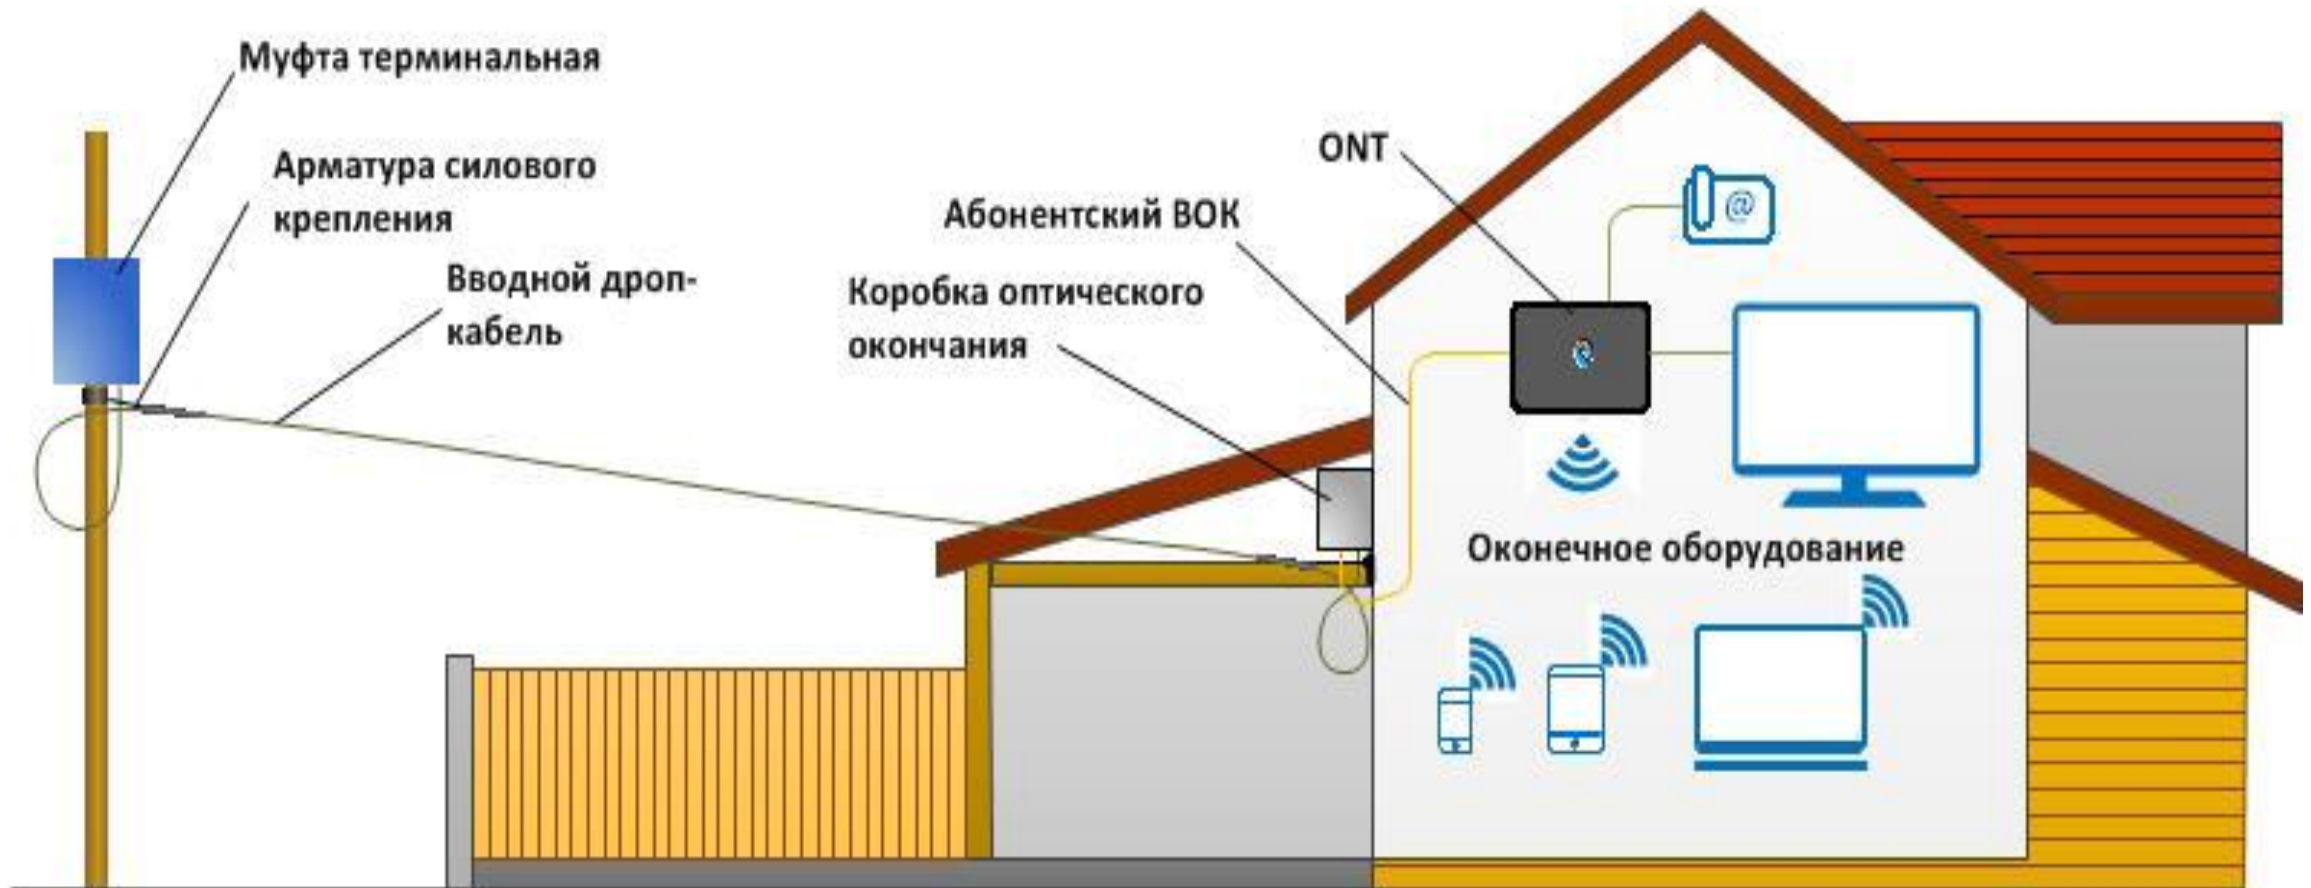 Муфта терминальная
Арматура силового
крепления
Вводной дроп-
кабель
ONT
Абонентский ВОК
Коробка оптического
окончания
@
Оконечное оборудование